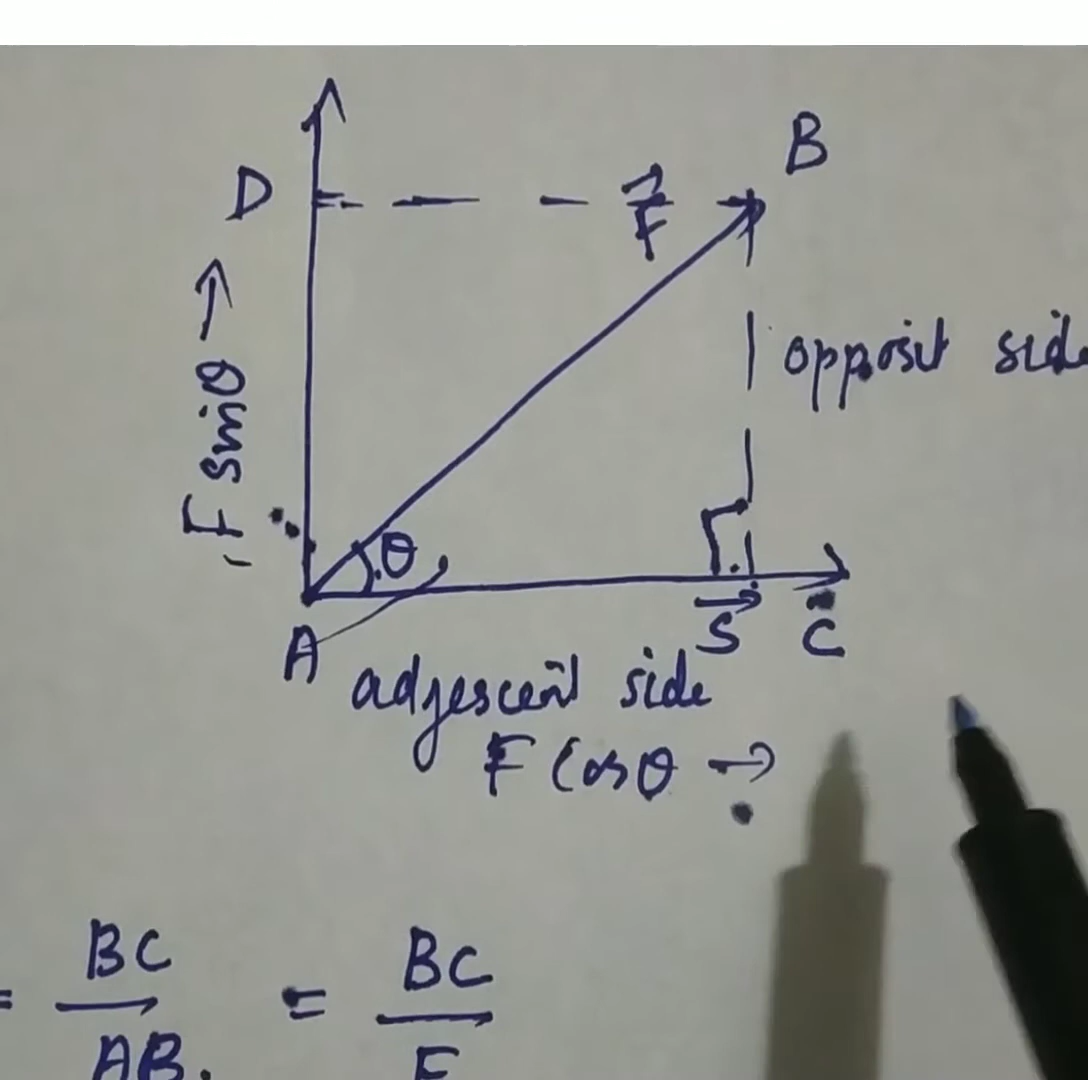 B
D
F
opposit side
F sinθ →
θ
S C
A
adjescent side
F Cosθ →
= BC/AB. = BC/F